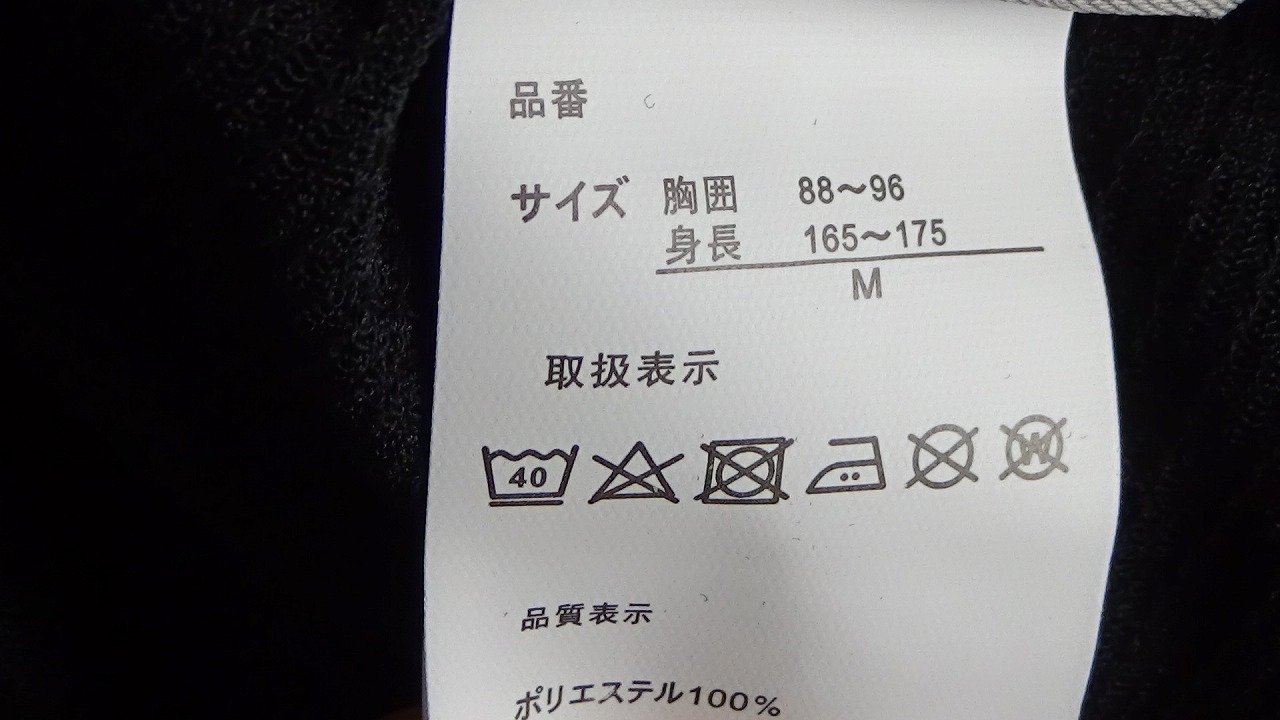 品番
サイズ 胸囲 88～96
身長 165～175
M
取扱表示
40
W
品質表示
ポリエステル100%